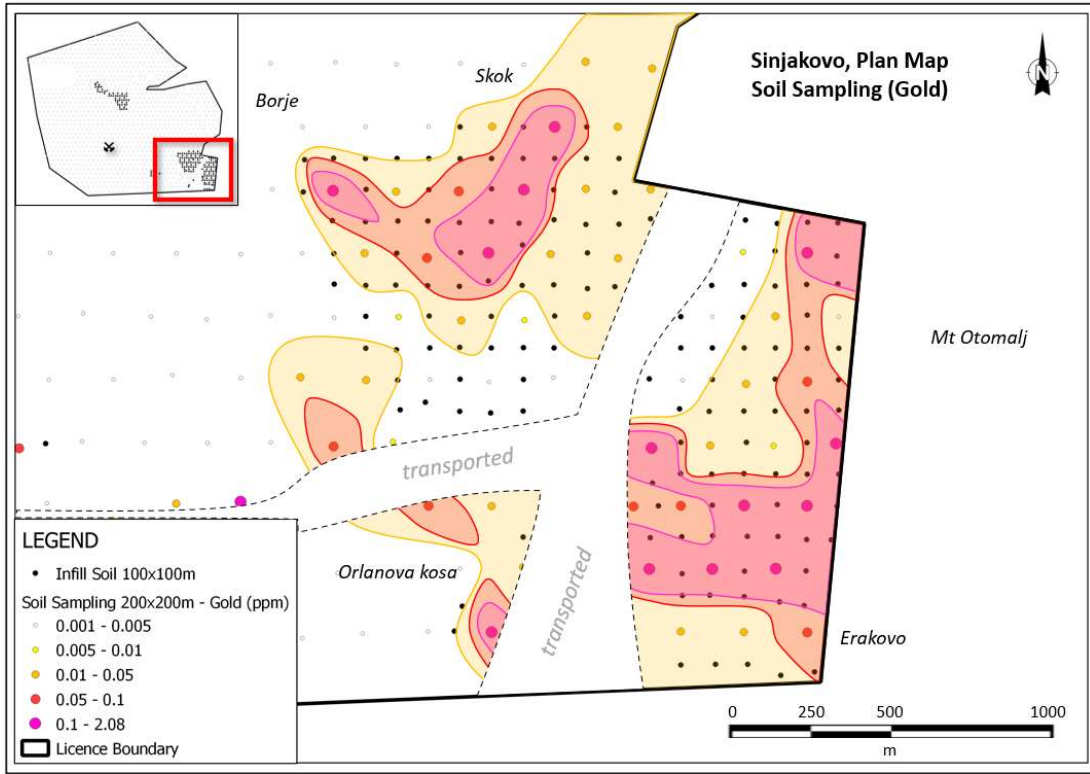 Sinjakovo, Plan Map
Soil Sampling (Gold)
N
Skok
Borje
Mt Otomalj
transported
Orlanova kosa
transported
Erakovo
LEGEND
Infill Soil 100x100m
Soil Sampling 200x200m - Gold (ppm)
0.001 - 0.005
0.005 - 0.01
0.01 - 0.05
0.05 - 0.1
0.1 - 2.08
Licence Boundary
0 250 500 1000
m